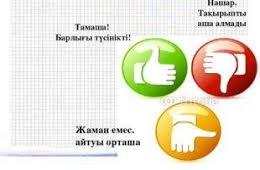 Нашар.
Тақырыпты
аша алмады
Тамаша!
Барлығы түсінікті!
Жаман емес.
айтуы орташа